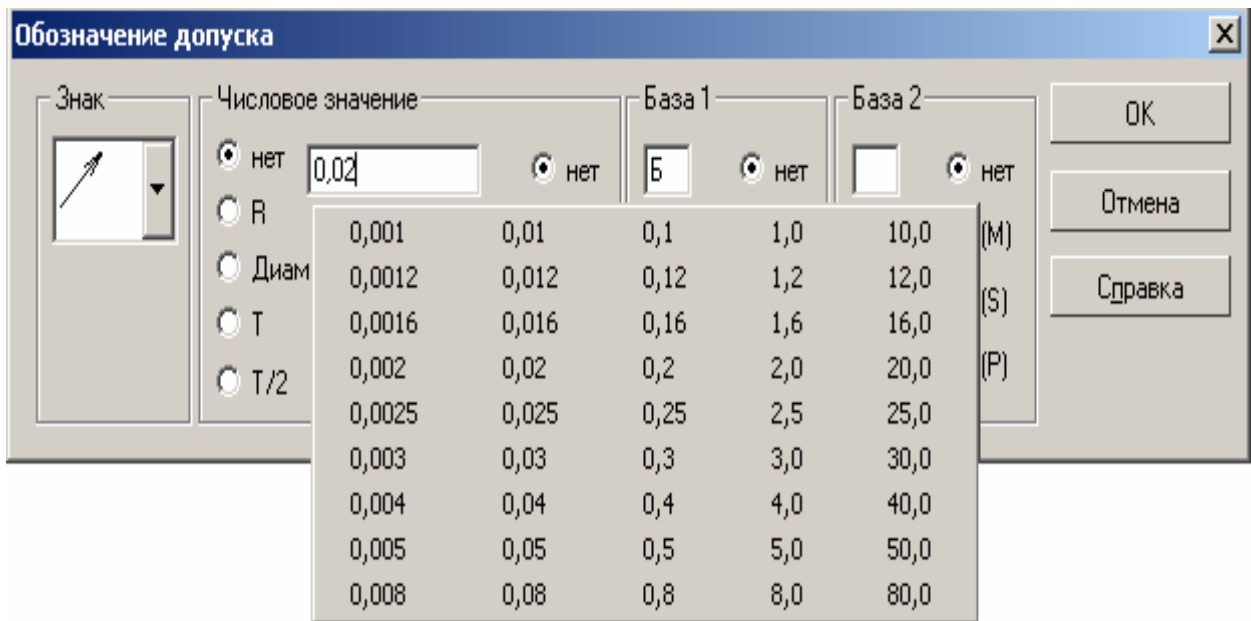 Обозначение допуска
Знак Числовое значение База 1 База 2
нет 0,02 нет Б нет нет
R
Диам
T
T/2
(M)
(S)
(P)
OK
Отмена
Справка
0,001 0,01 0,1 1,0 10,0
0,0012 0,012 0,12 1,2 12,0
0,0016 0,016 0,16 1,6 16,0
0,002 0,02 0,2 2,0 20,0
0,0025 0,025 0,25 2,5 25,0
0,003 0,03 0,3 3,0 30,0
0,004 0,04 0,4 4,0 40,0
0,005 0,05 0,5 5,0 50,0
0,008 0,08 0,8 8,0 80,0